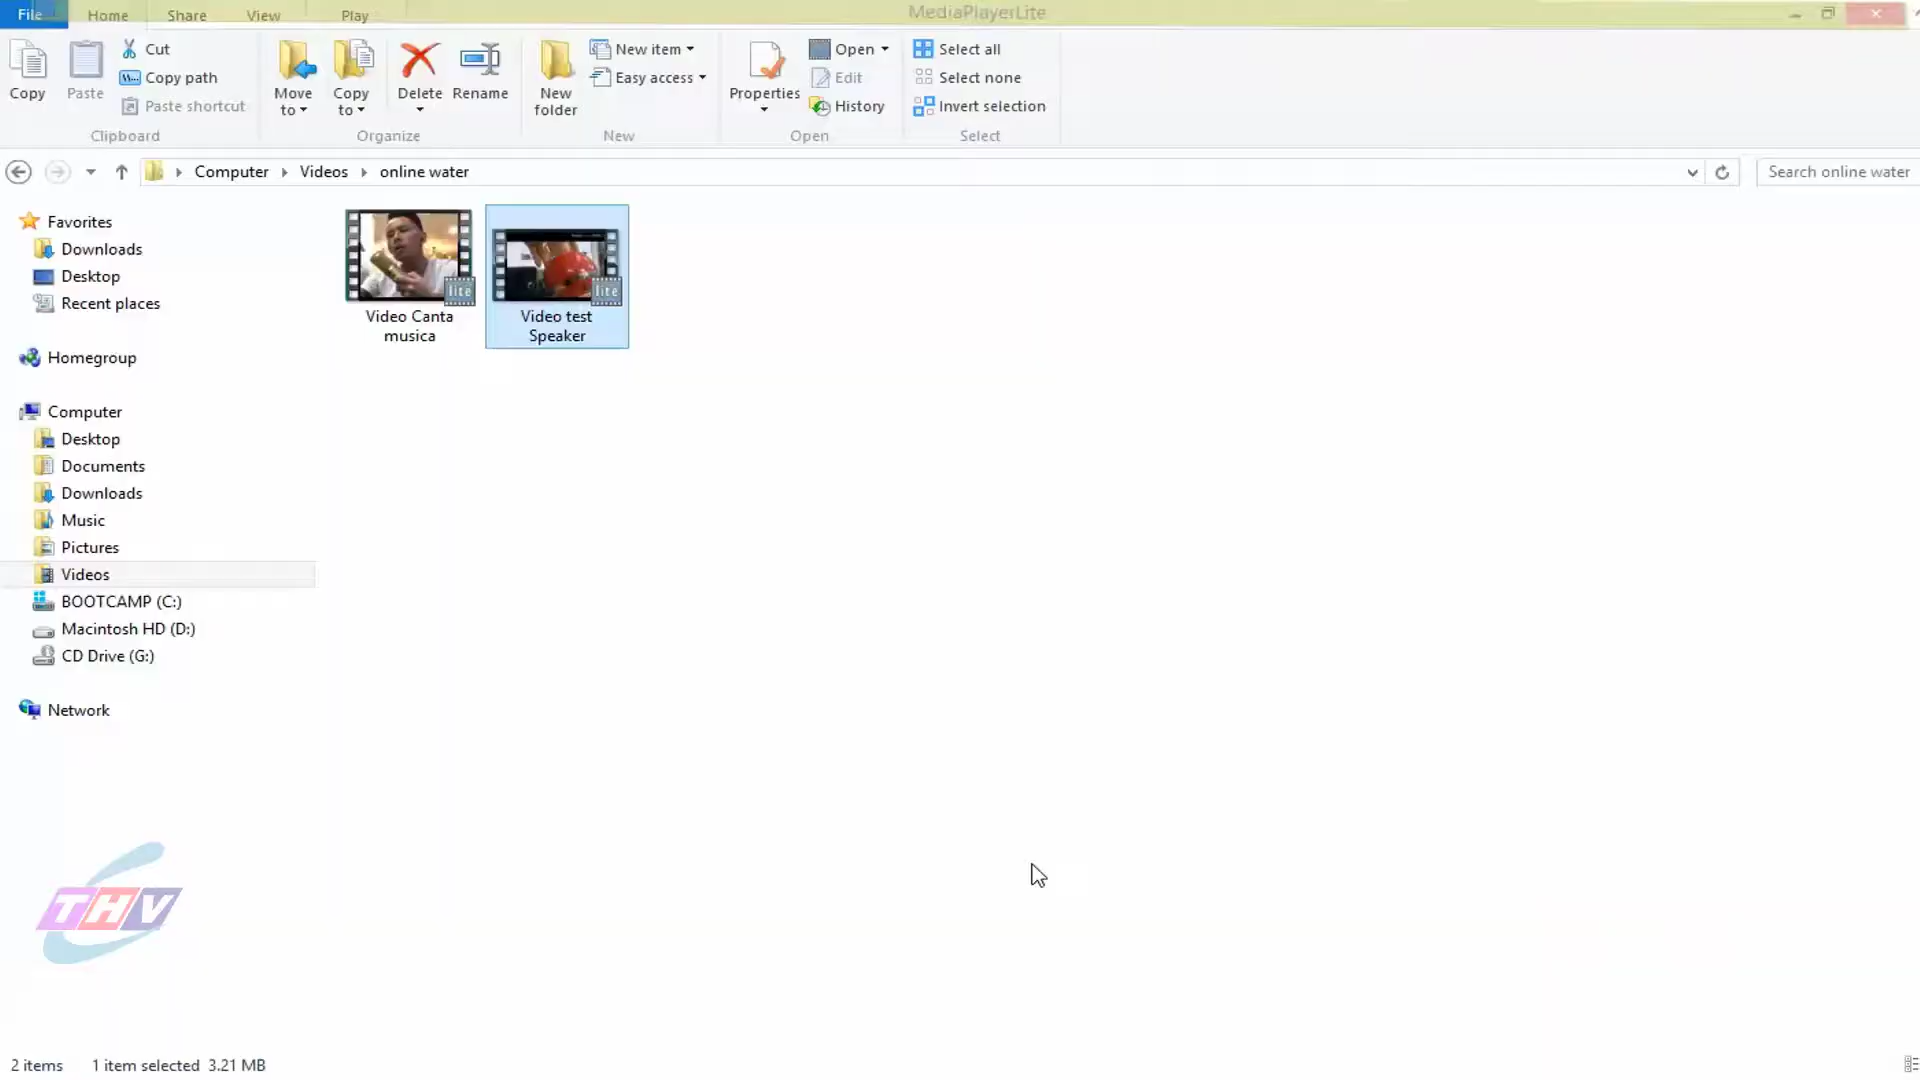 File Home Share View Play MediaPlayerLite
Copy
Paste
Cut
Copy path
Paste shortcut
Clipboard
Move to
Copy to
Delete
Rename
Organize
New folder
New item
Easy access
New
Properties
Open
Edit
History
Open
Select all
Select none
Invert selection
Select
Computer Videos online water
Search online water
Favorites
Downloads
Desktop
Recent places
Homegroup
Computer
Desktop
Documents
Downloads
Music
Pictures
Videos
BOOTCAMP (C:)
Macintosh HD (D:)
CD Drive (G:)
Network
lite
Video Canta
musica
lite
Video test
Speaker
THV
2 items 1 item selected 3.21 MB